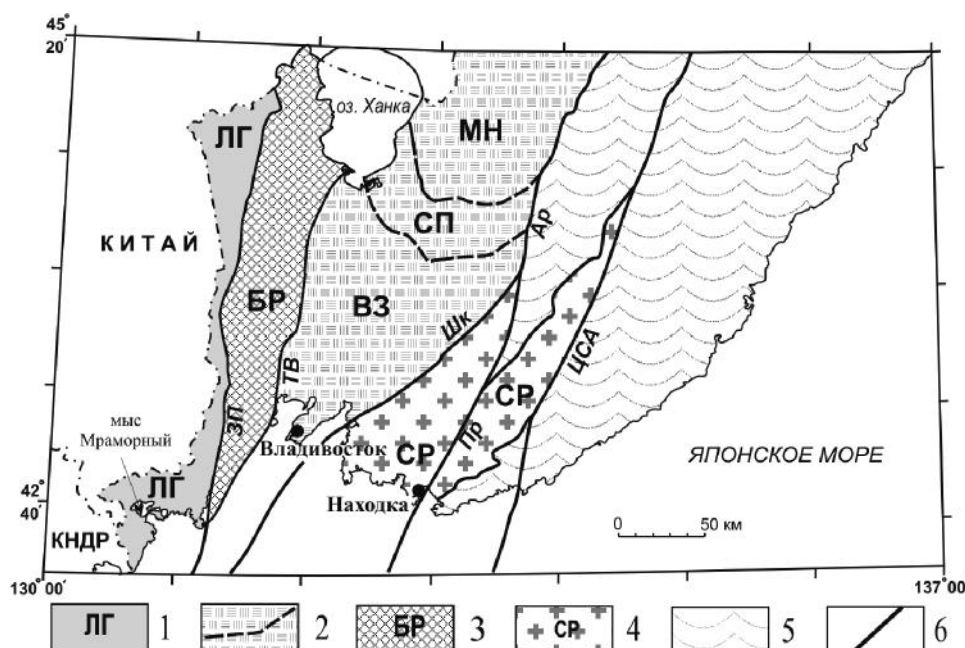 45°
20'
оз. Ханка
ЛГ
МН
КИТАЙ
СП
Ар
БР
ВЗ
Шк
ТВ
ЦСА
ЗП
СР
мыс
Мраморный
Владивосток
Пр
СР
ЯПОНСКОЕ МОРЕ
ЛГ
42°
40'
Находка
0 50 км
КНДР
130°00'
137°00'
ЛГ 1 2 БР 3 СР 4 5 6